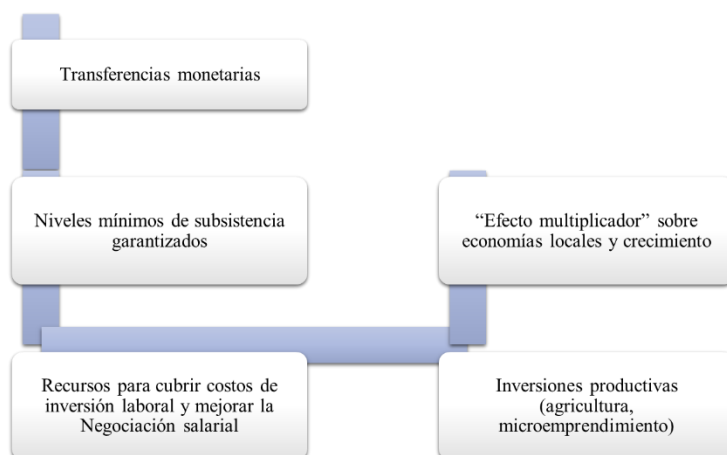 Transferencias monetarias
Niveles mínimos de subsistencia
garantizados
Recursos para cubrir costos de
inversión laboral y mejorar la
Negociación salarial
Inversiones productivas
(agricultura,
microemprendimiento)
“Efecto multiplicador” sobre
economías locales y crecimiento